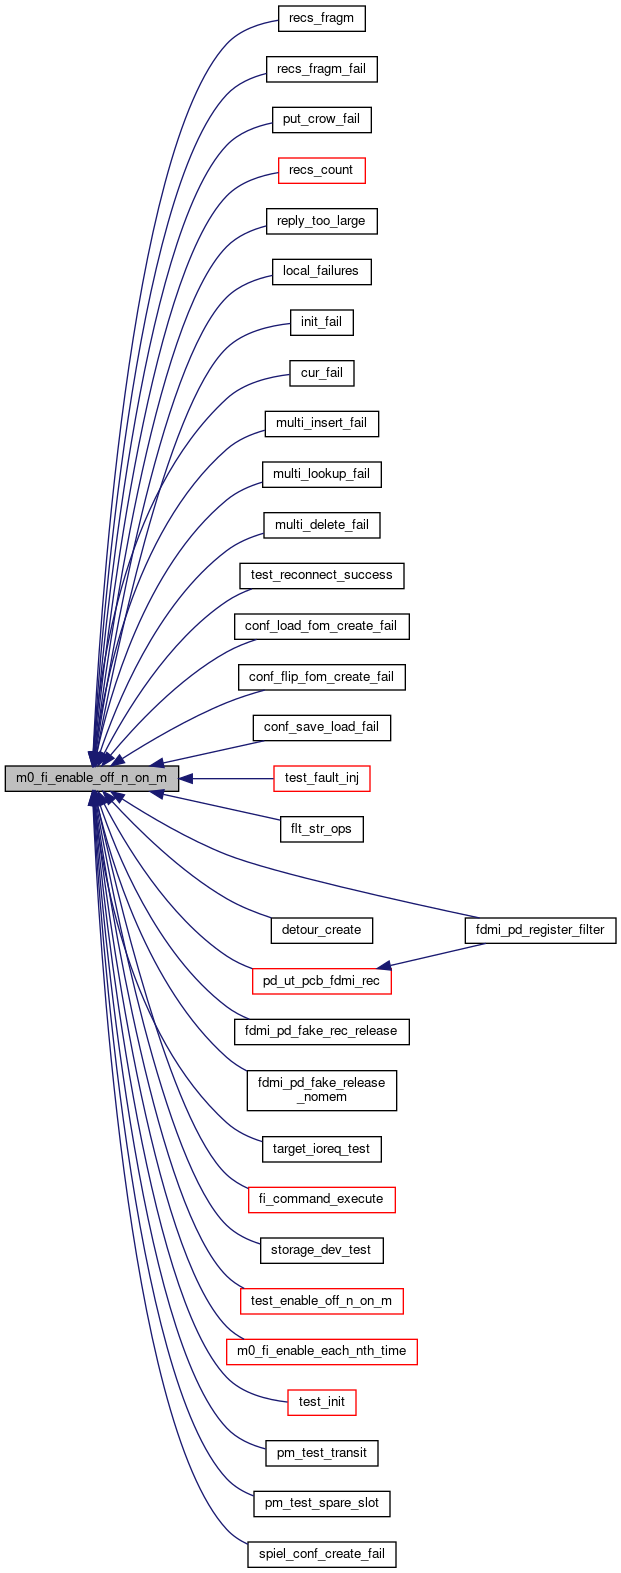 recs_fragm
recs_fragm_fail
put_crow_fail
recs_count
reply_too_large
local_failures
init_fail
cur_fail
multi_insert_fail
multi_lookup_fail
multi_delete_fail
test_reconnect_success
conf_load_fom_create_fail
conf_flip_fom_create_fail
conf_save_load_fail
m0_fi_enable_off_n_on_m
test_fault_inj
flt_str_ops
detour_create
fdmi_pd_register_filter
pd_ut_pcb_fdmi_rec
fdmi_pd_fake_rec_release
fdmi_pd_fake_release
_nomem
target_ioreq_test
fi_command_execute
storage_dev_test
test_enable_off_n_on_m
m0_fi_enable_each_nth_time
test_init
pm_test_transit
pm_test_spare_slot
spiel_conf_create_fail